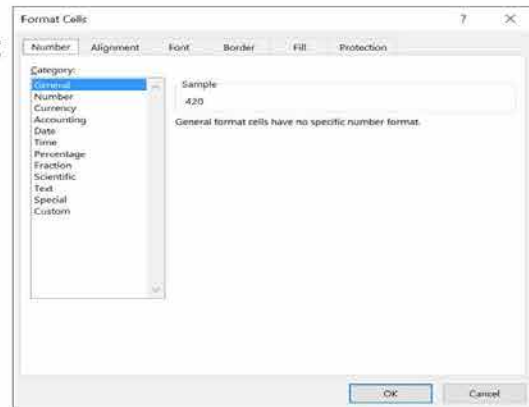 Format Cells ? ×
Number Alignment Font Border Fill Protection
Category:
General
Number
Currency
Accounting
Date
Time
Percentage
Fraction
Scientific
Text
Special
Custom
Sample
420
General format cells have no specific number format.
OK Cancel